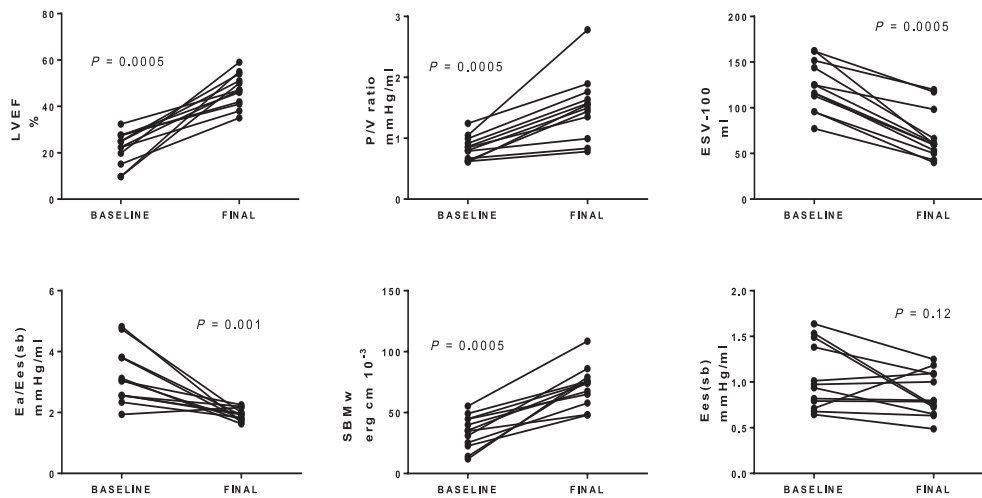 LVEF
%
80
60
40
20
0
P = 0.0005
BASELINE FINAL
P/V ratio
mmHg/ml
3
2
1
0
P = 0.0005
BASELINE FINAL
ESV-100
ml
200
150
100
50
0
P = 0.0005
BASELINE FINAL
Ea/Ees(sb)
mmHg/ml
6
4
2
0
P = 0.001
BASELINE FINAL
SBMw
erg cm 10⁻³
150
100
50
0
P = 0.0005
BASELINE FINAL
Ees(sb)
mmHg/ml
2.0
1.5
1.0
0.5
0.0
P = 0.12
BASELINE FINAL